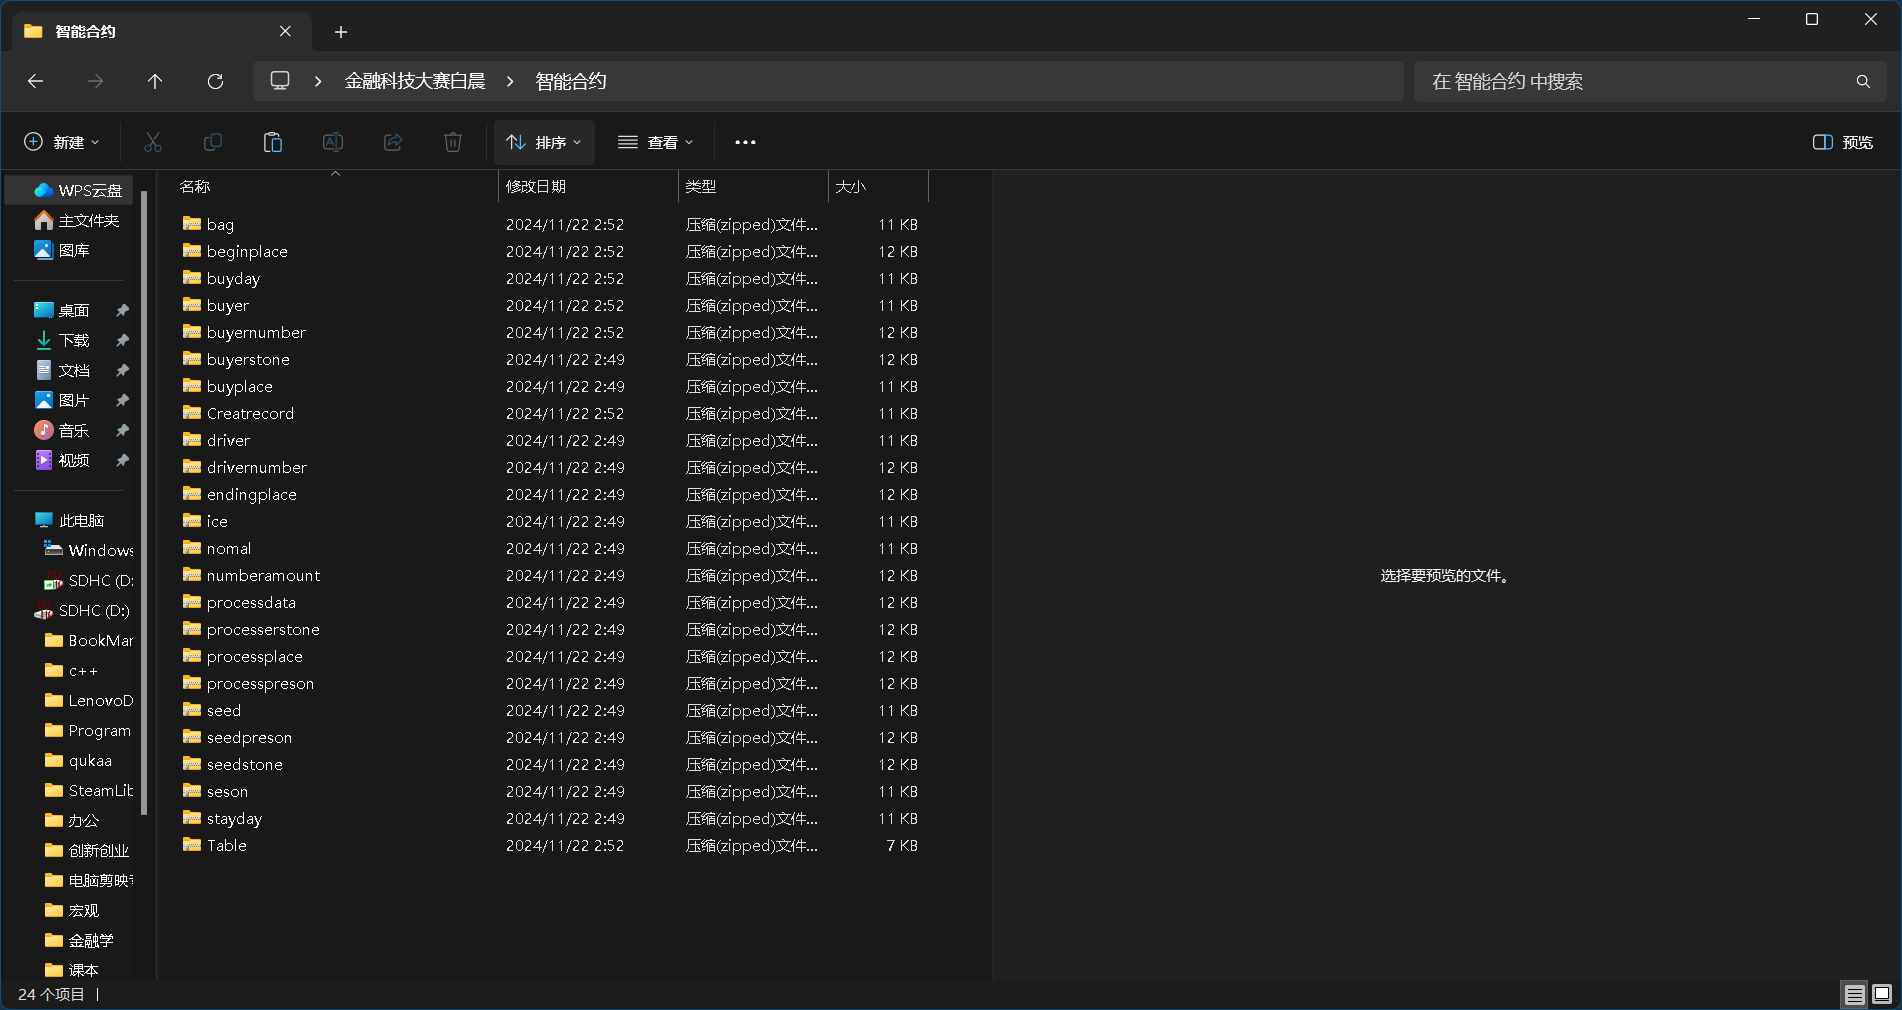 智能合约
金融科技大赛白晨 智能合约
在 智能合约 中搜索
新建 排序 查看 预览
WPS云盘
主文件夹
图库
桌面
下载
文档
图片
音乐
视频
此电脑
Windows
SDHC (D:
SDHC (D:)
BookMar
c++
LenovoD
Program
qukaa
SteamLib
办公
创新创业
电脑剪映
宏观
金融学
课本
名称 修改日期 类型 大小
bag 2024/11/22 2:52 压缩(zipped)文件... 11 KB
beginplace 2024/11/22 2:52 压缩(zipped)文件... 12 KB
buyday 2024/11/22 2:52 压缩(zipped)文件... 11 KB
buyer 2024/11/22 2:52 压缩(zipped)文件... 11 KB
buyernumber 2024/11/22 2:52 压缩(zipped)文件... 12 KB
buyerstone 2024/11/22 2:49 压缩(zipped)文件... 12 KB
buyplace 2024/11/22 2:49 压缩(zipped)文件... 11 KB
Creatrecord 2024/11/22 2:52 压缩(zipped)文件... 11 KB
driver 2024/11/22 2:49 压缩(zipped)文件... 11 KB
drivernumber 2024/11/22 2:49 压缩(zipped)文件... 12 KB
endingplace 2024/11/22 2:49 压缩(zipped)文件... 12 KB
ice 2024/11/22 2:49 压缩(zipped)文件... 11 KB
nomal 2024/11/22 2:49 压缩(zipped)文件... 11 KB
numberamount 2024/11/22 2:49 压缩(zipped)文件... 12 KB
processdata 2024/11/22 2:49 压缩(zipped)文件... 12 KB
processerstone 2024/11/22 2:49 压缩(zipped)文件... 12 KB
processplace 2024/11/22 2:49 压缩(zipped)文件... 12 KB
processpreson 2024/11/22 2:49 压缩(zipped)文件... 12 KB
seed 2024/11/22 2:49 压缩(zipped)文件... 11 KB
seedpreson 2024/11/22 2:49 压缩(zipped)文件... 12 KB
seedstone 2024/11/22 2:49 压缩(zipped)文件... 12 KB
seson 2024/11/22 2:49 压缩(zipped)文件... 11 KB
stayday 2024/11/22 2:49 压缩(zipped)文件... 11 KB
Table 2024/11/22 2:52 压缩(zipped)文件... 7 KB
选择要预览的文件。
24 个项目